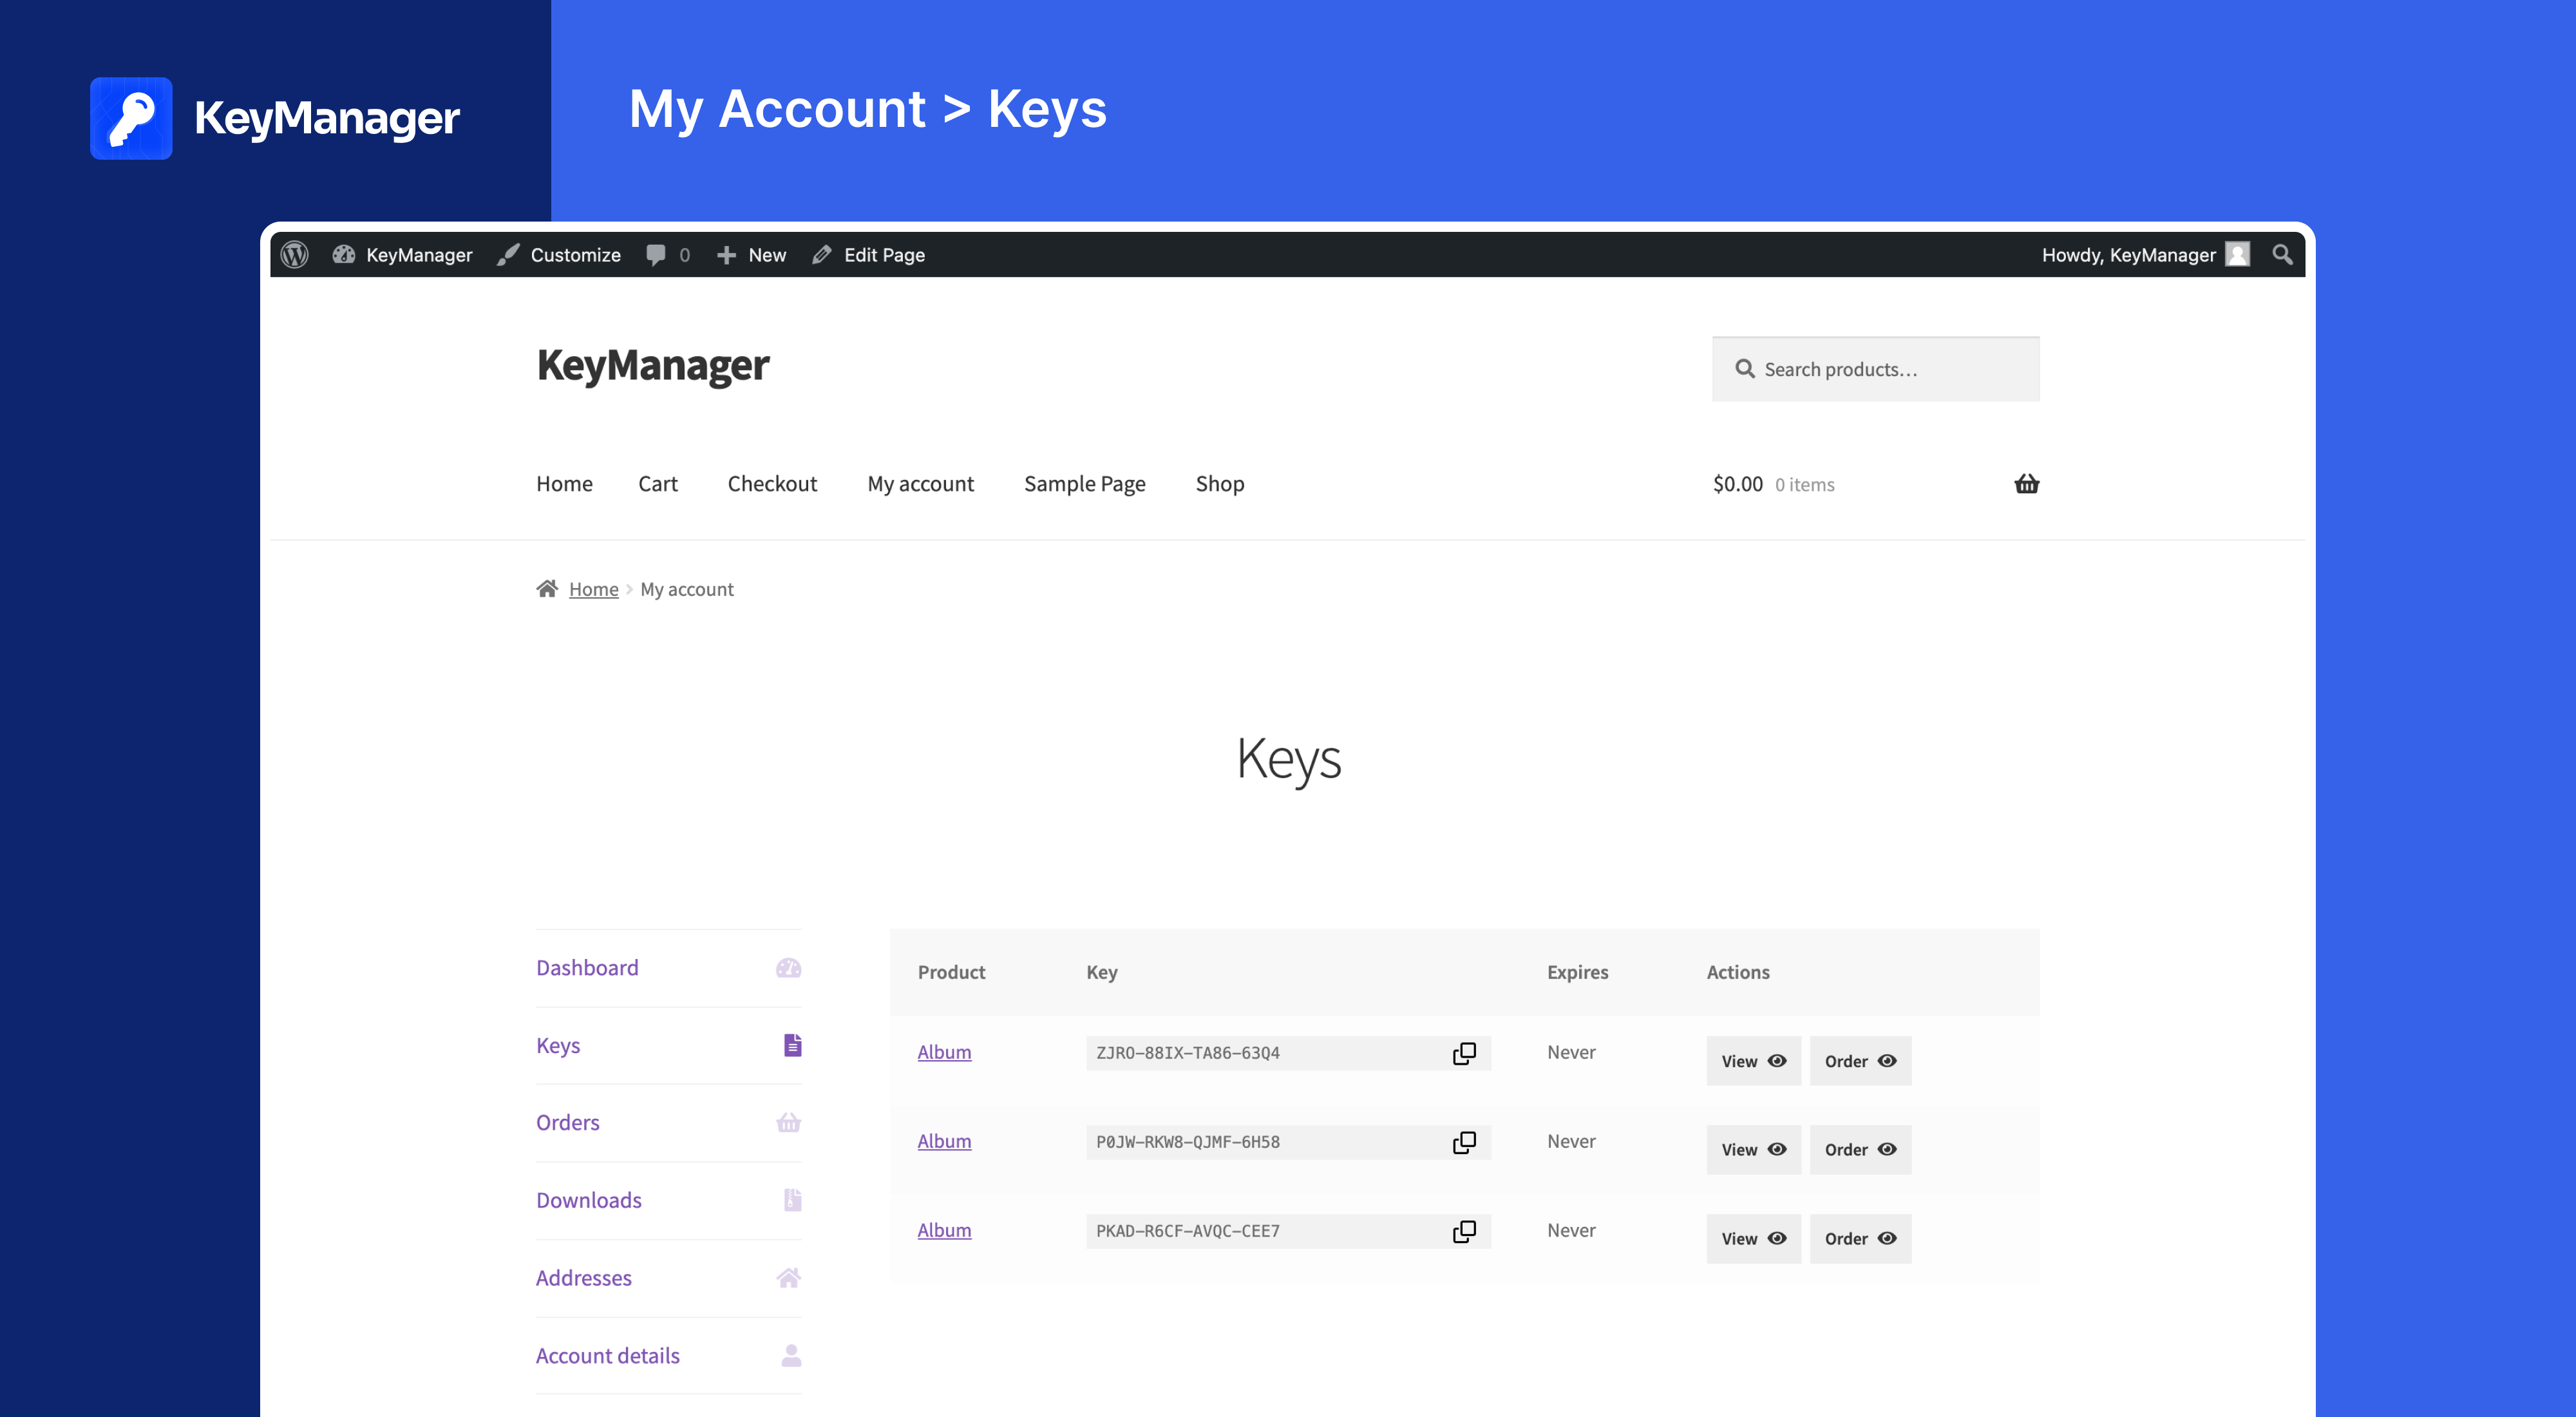 KeyManager
My Account > Keys
KeyManager Customize 0 New Edit Page Howdy, KeyManager
KeyManager
Search products...
Home Cart Checkout My account Sample Page Shop $0.00 0 items
Home My account
Keys
Dashboard
Keys
Orders
Downloads
Addresses
Account details
Product Key Expires Actions
Album ZJRO-88IX-TA86-63Q4 Never View Order
Album P0JW-RKW8-QJMF-6H58 Never View Order
Album PKAD-R6CF-AVQC-CEE7 Never View Order